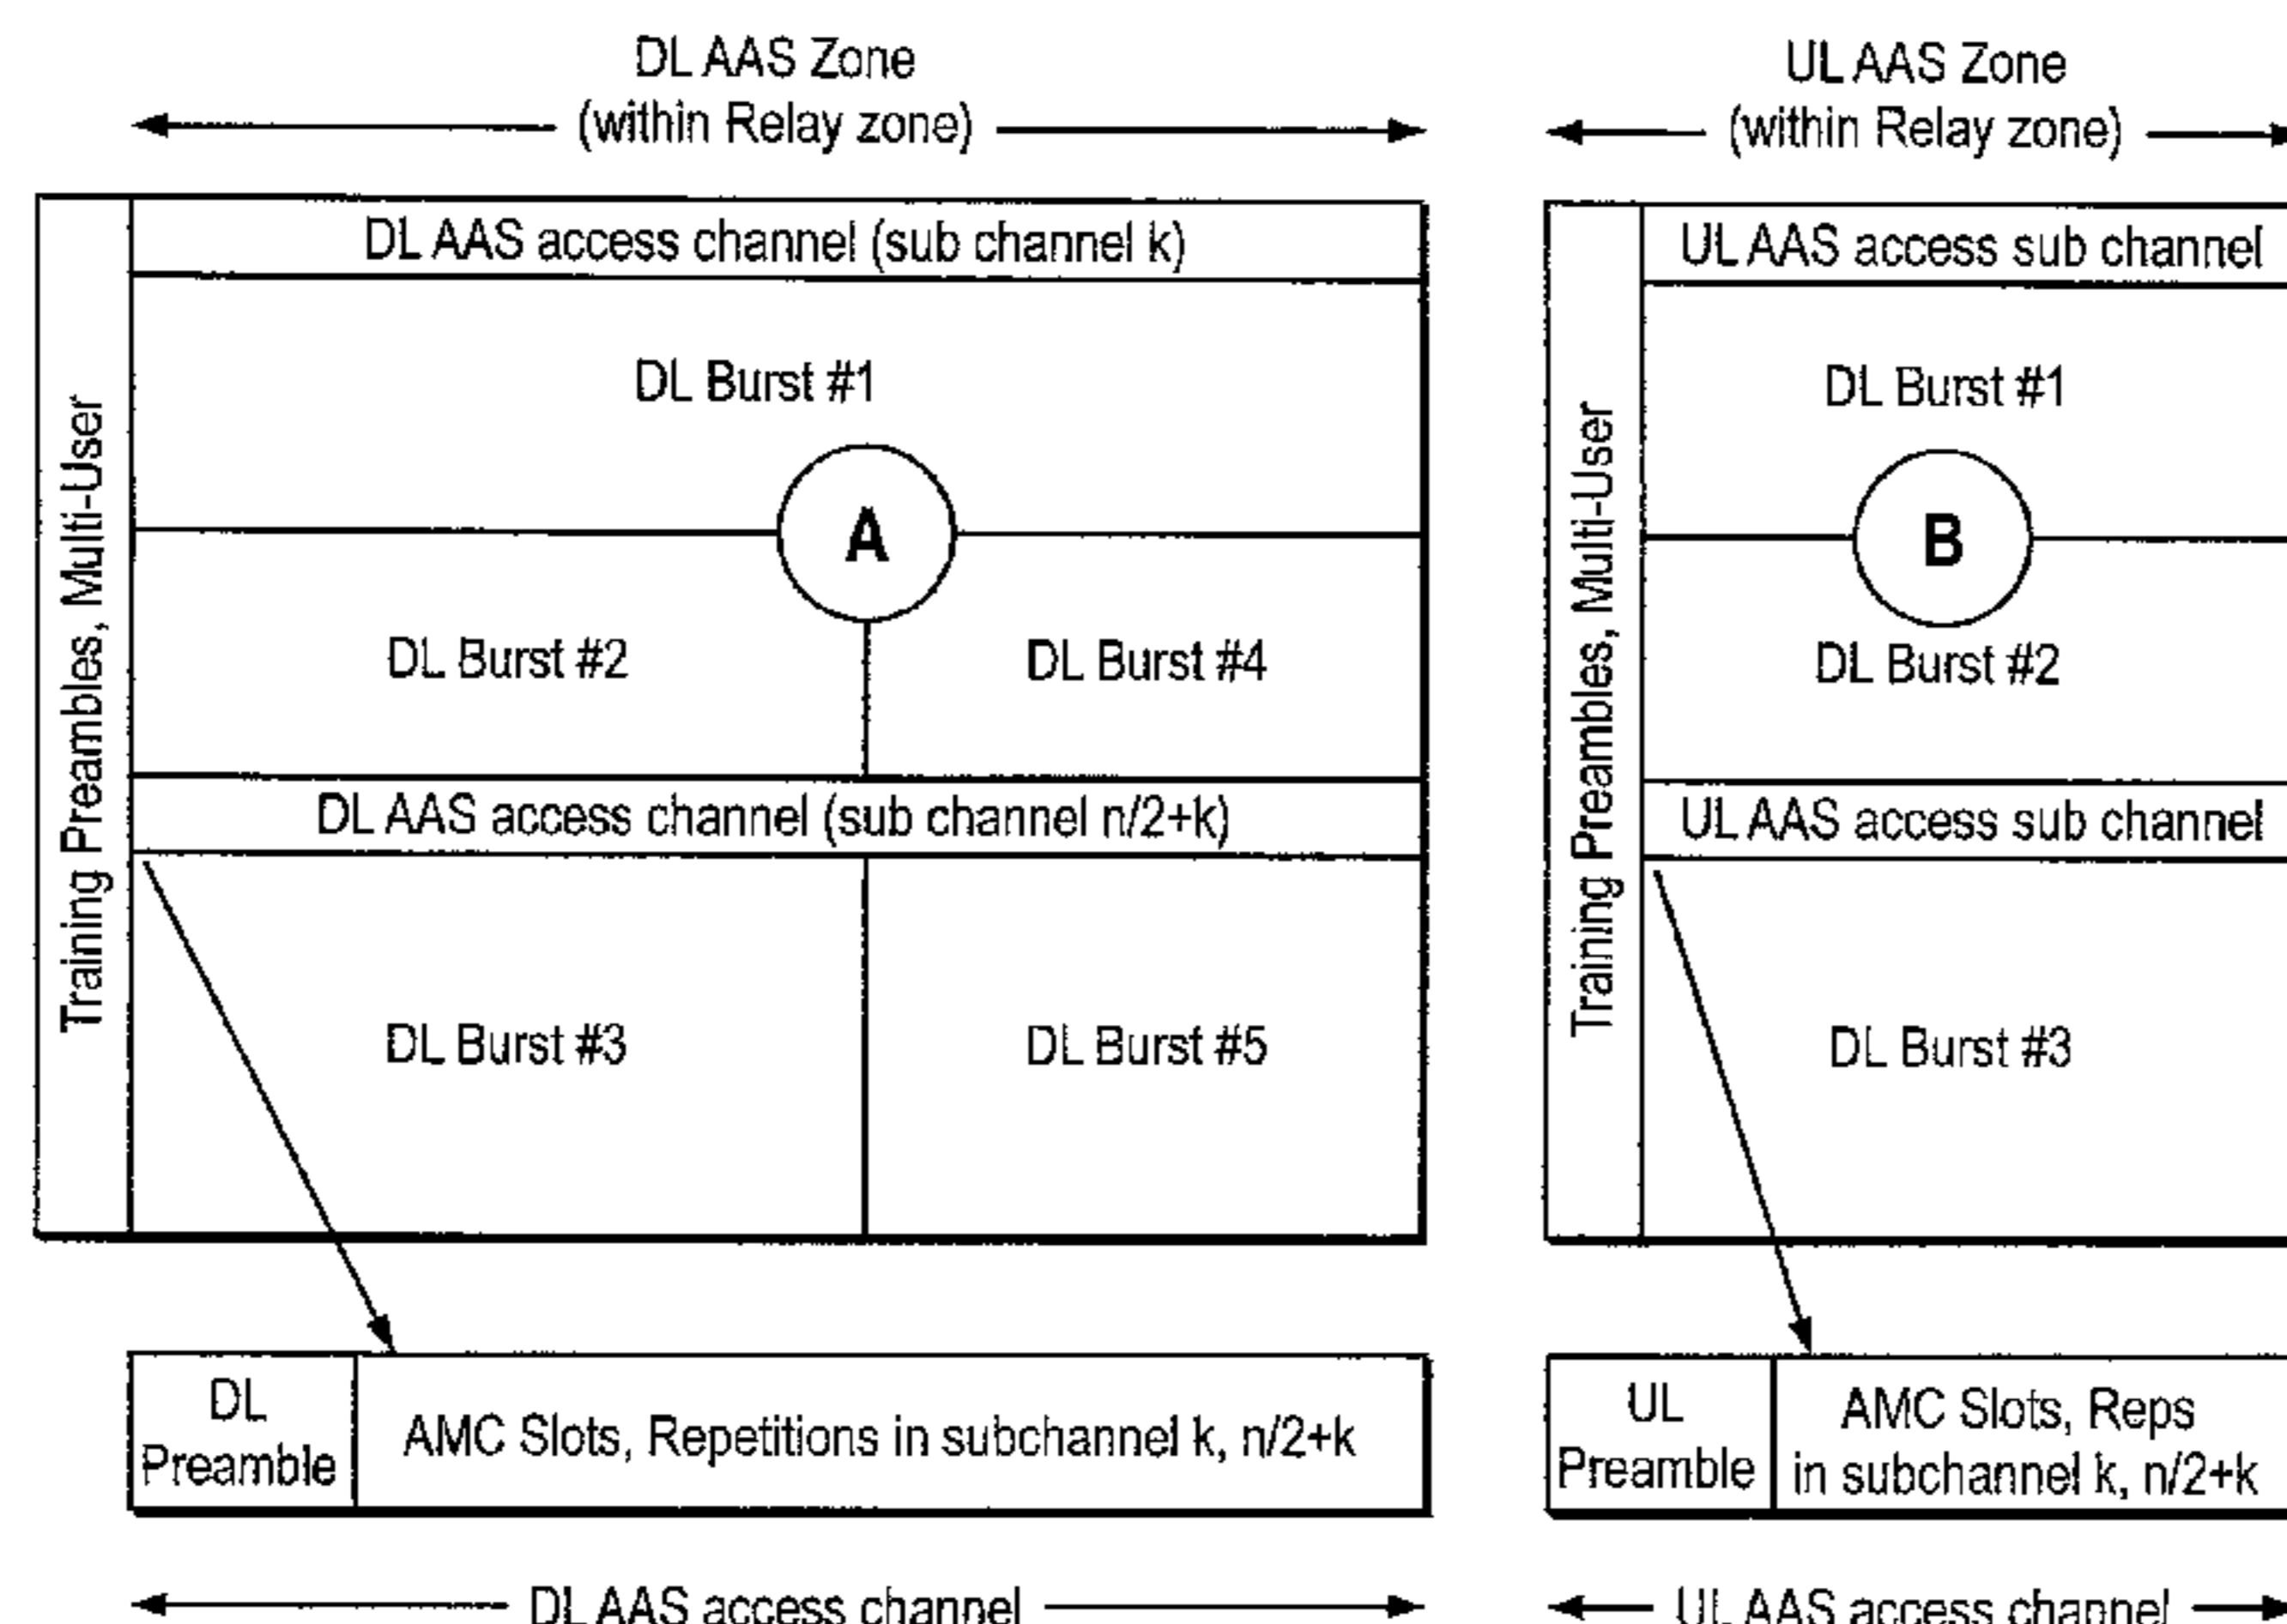 DL AAS Zone
(within Relay zone)
Training Preambles, Multi-User
DL AAS access channel (sub channel k)
DL Burst #1
A
DL Burst #2
DL Burst #4
DL AAS access channel (sub channel n/2+k)
DL Burst #3
DL Burst #5
DL
Preamble
AMC Slots, Repetitions in subchannel k, n/2+k
DL AAS access channel
UL AAS Zone
(within Relay zone)
Training Preambles, Multi-User
UL AAS access sub channel
DL Burst #1
B
DL Burst #2
UL AAS access sub channel
DL Burst #3
UL
Preamble
AMC Slots, Reps
in subchannel k, n/2+k
UL AAS access channel